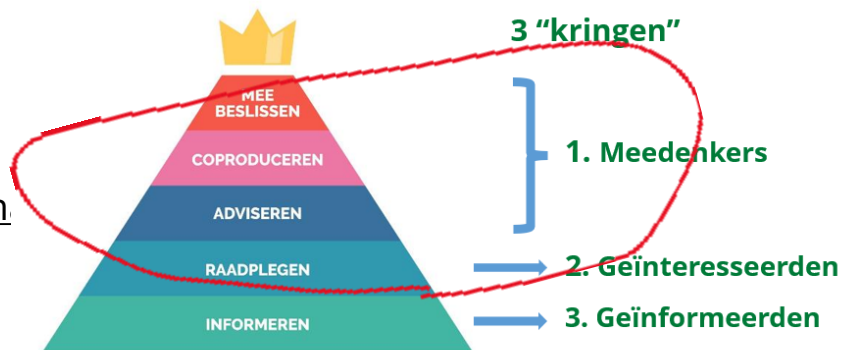 3 “kringen”
MEE
BESLISSEN
COPRODUCEREN
ADVISEREN
RAADPLEGEN
INFORMEREN
1. Meedenkers
2. Geïnteresseerden
3. Geïnformeerden